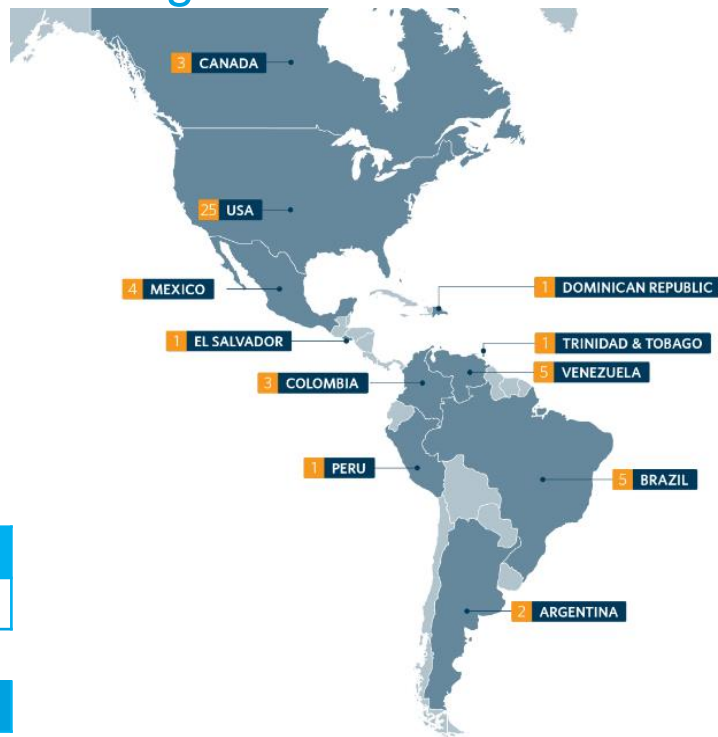 3 CANADA
25 USA
4 MEXICO
1 DOMINICAN REPUBLIC
1 EL SALVADOR
1 TRINIDAD & TOBAGO
3 COLOMBIA
5 VENEZUELA
1 PERU
5 BRAZIL
2 ARGENTINA